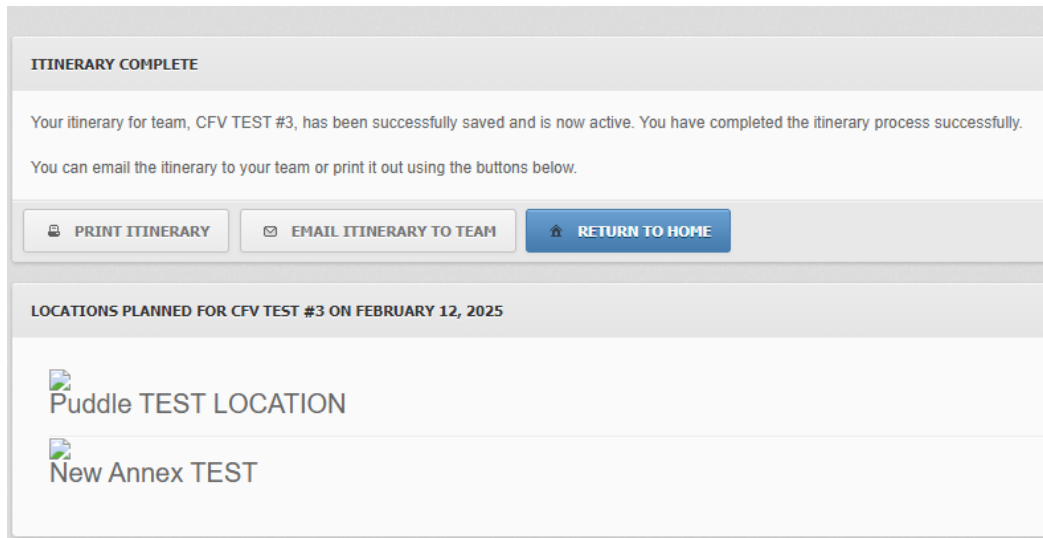 ITINERARY COMPLETE
Your itinerary for team, CFV TEST #3, has been successfully saved and is now active. You have completed the itinerary process successfully.
You can email the itinerary to your team or print it out using the buttons below.
PRINT ITINERARY
EMAIL ITINERARY TO TEAM
RETURN TO HOME
LOCATIONS PLANNED FOR CFV TEST #3 ON FEBRUARY 12, 2025
Puddle TEST LOCATION
New Annex TEST